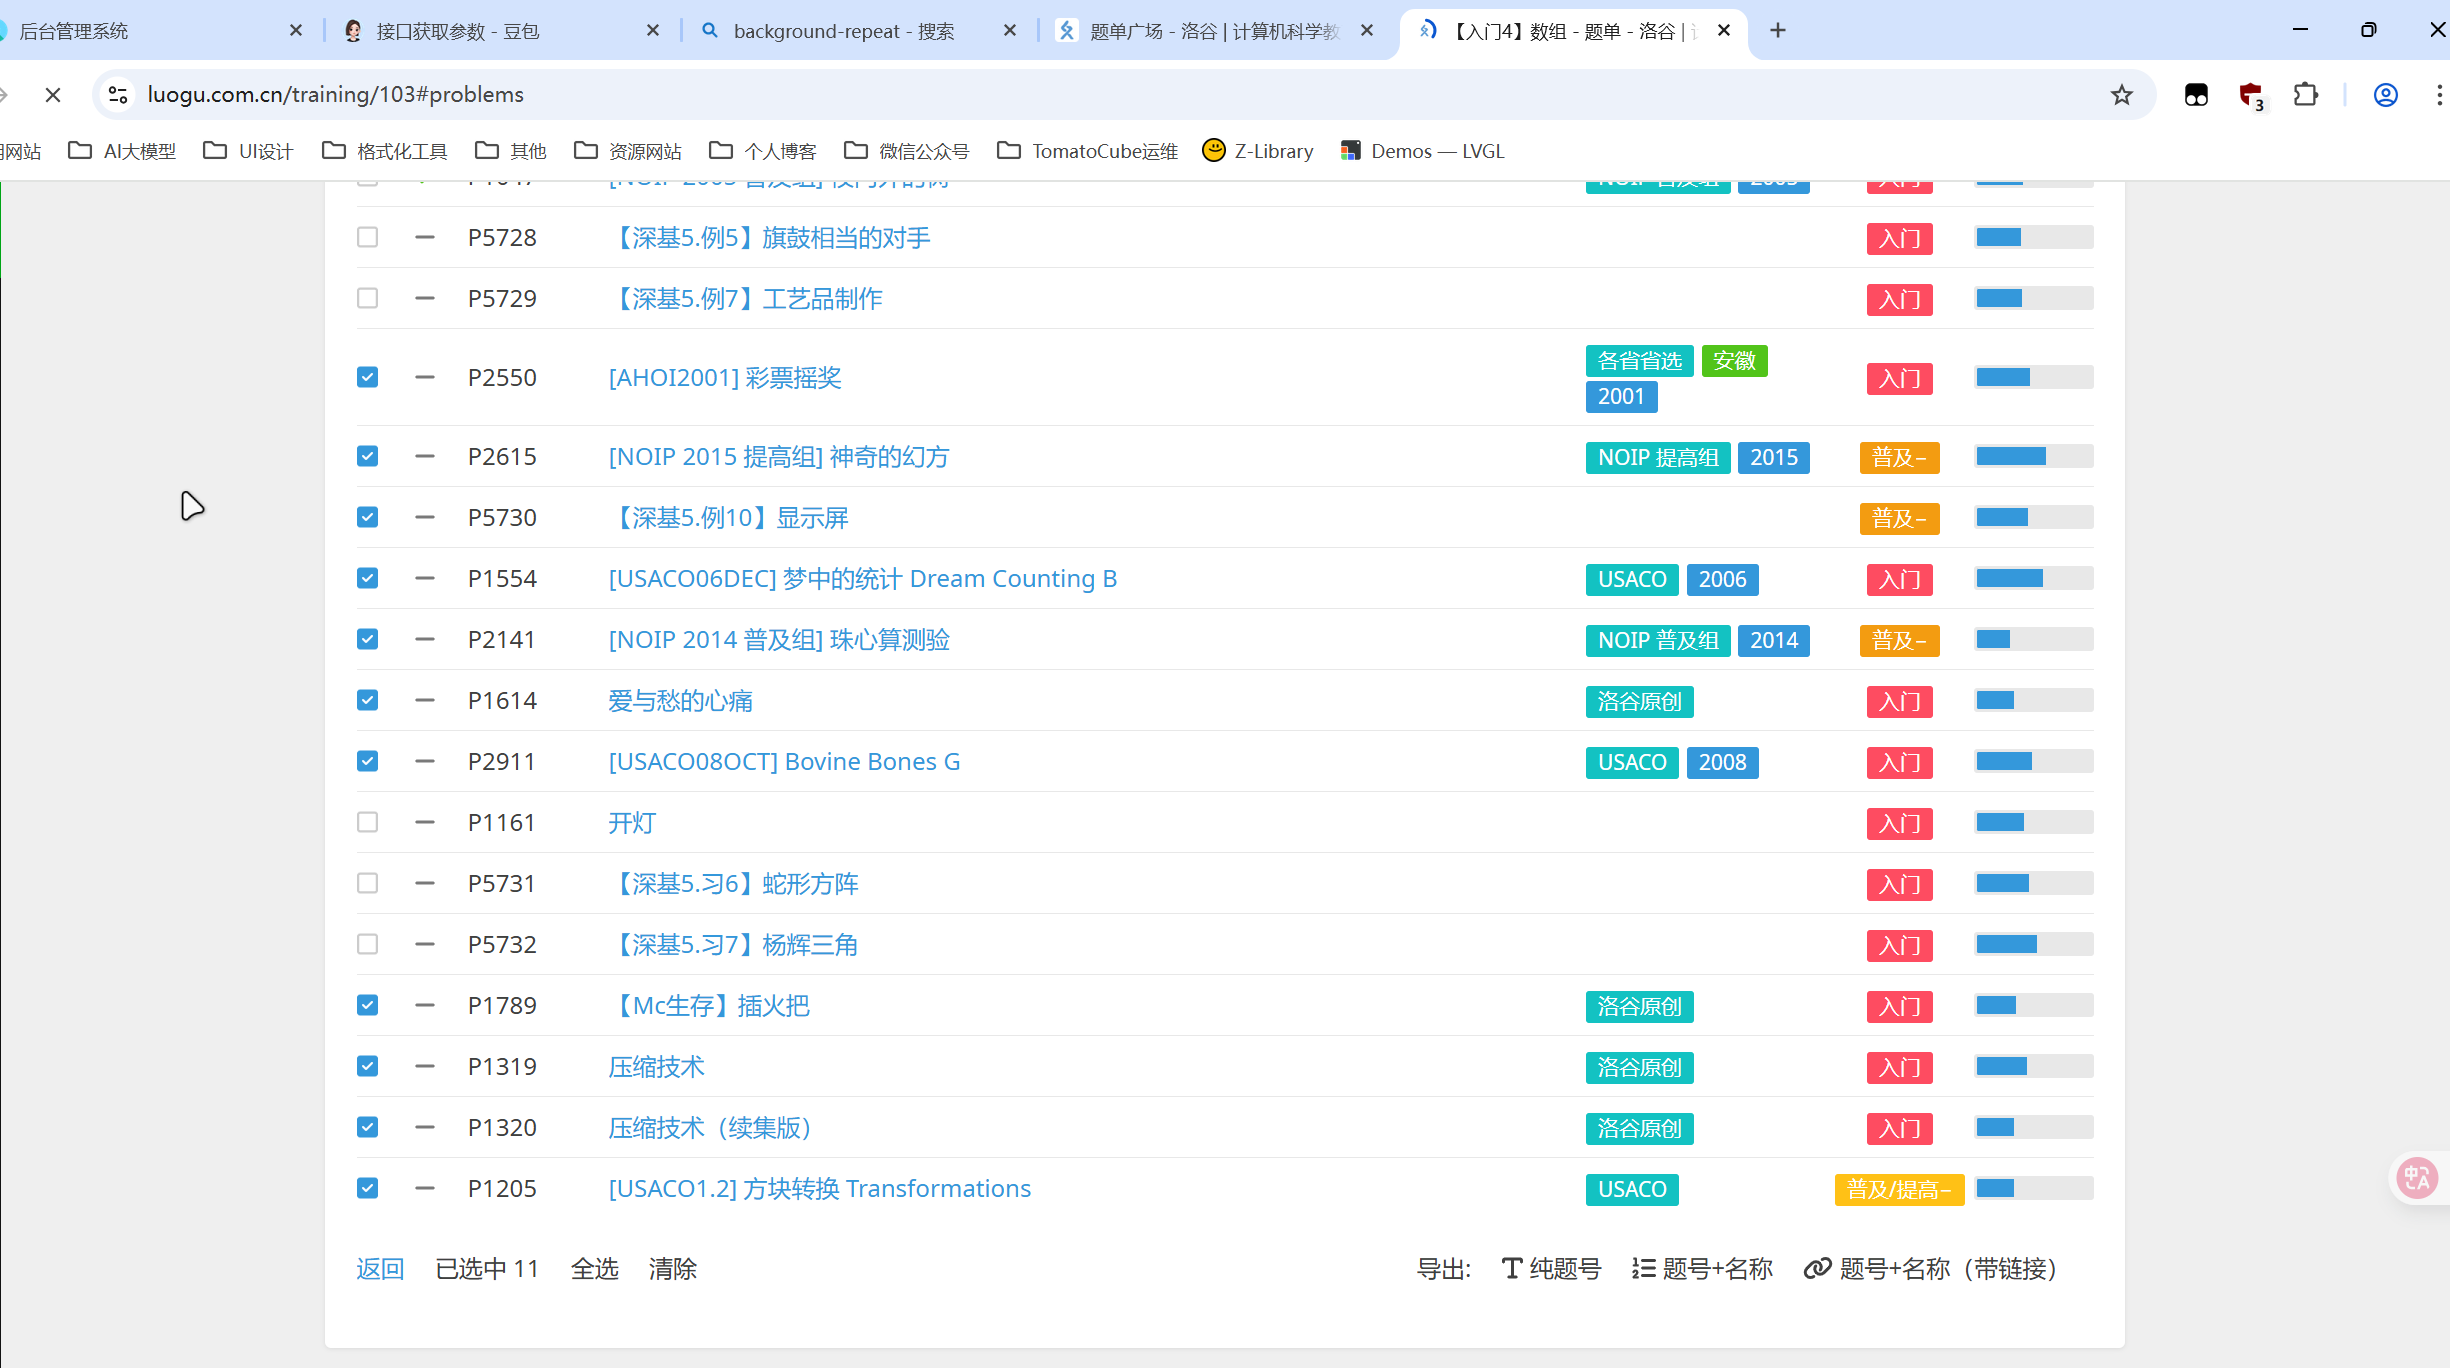 后台管理系统
接口获取参数 - 豆包
background-repeat - 搜索
题单广场 - 洛谷 | 计算机科学教
【入门4】数组 - 题单 - 洛谷 |
luogu.com.cn/training/103#problems
3
网站
AI大模型
UI设计
格式化工具
其他
资源网站
个人博客
微信公众号
TomatoCube运维
Z-Library
Demos — LVGL
P5728 【深基5.例5】旗鼓相当的对手 入门
P5729 【深基5.例7】工艺品制作 入门
各省省选 安徽
P2550 [AHOI2001] 彩票摇奖 入门
2001
P2615 [NOIP 2015 提高组] 神奇的幻方 NOIP 提高组 2015 普及−
P5730 【深基5.例10】显示屏 普及−
P1554 [USACO06DEC] 梦中的统计 Dream Counting B USACO 2006 入门
P2141 [NOIP 2014 普及组] 珠心算测验 NOIP 普及组 2014 普及−
P1614 爱与愁的心痛 洛谷原创 入门
P2911 [USACO08OCT] Bovine Bones G USACO 2008 入门
P1161 开灯 入门
P5731 【深基5.习6】蛇形方阵 入门
P5732 【深基5.习7】杨辉三角 入门
P1789 【Mc生存】插火把 洛谷原创 入门
P1319 压缩技术 洛谷原创 入门
P1320 压缩技术（续集版） 洛谷原创 入门
P1205 [USACO1.2] 方块转换 Transformations USACO 普及/提高−
返回 已选中 11 全选 清除 导出: 纯题号 题号+名称 题号+名称（带链接）